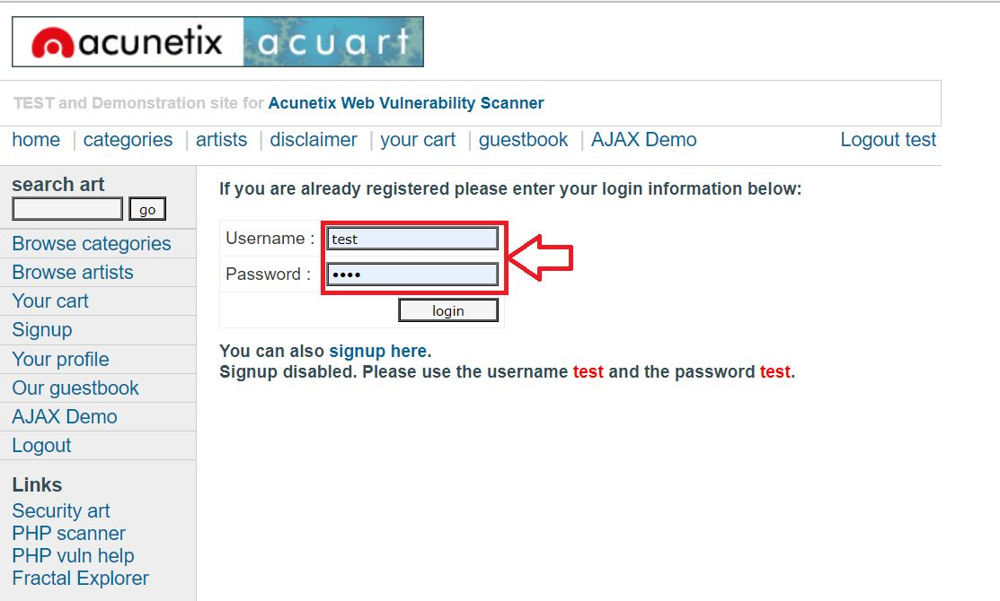 acunetix acuart
TEST and Demonstration site for Acunetix Web Vulnerability Scanner
home | categories | artists | disclaimer | your cart | guestbook | AJAX Demo Logout test
search art
go
Browse categories
Browse artists
Your cart
Signup
Your profile
Our guestbook
AJAX Demo
Logout
Links
Security art
PHP scanner
PHP vuln help
Fractal Explorer
If you are already registered please enter your login information below:
Username : test
Password : ••••
login
You can also signup here.
Signup disabled. Please use the username test and the password test.